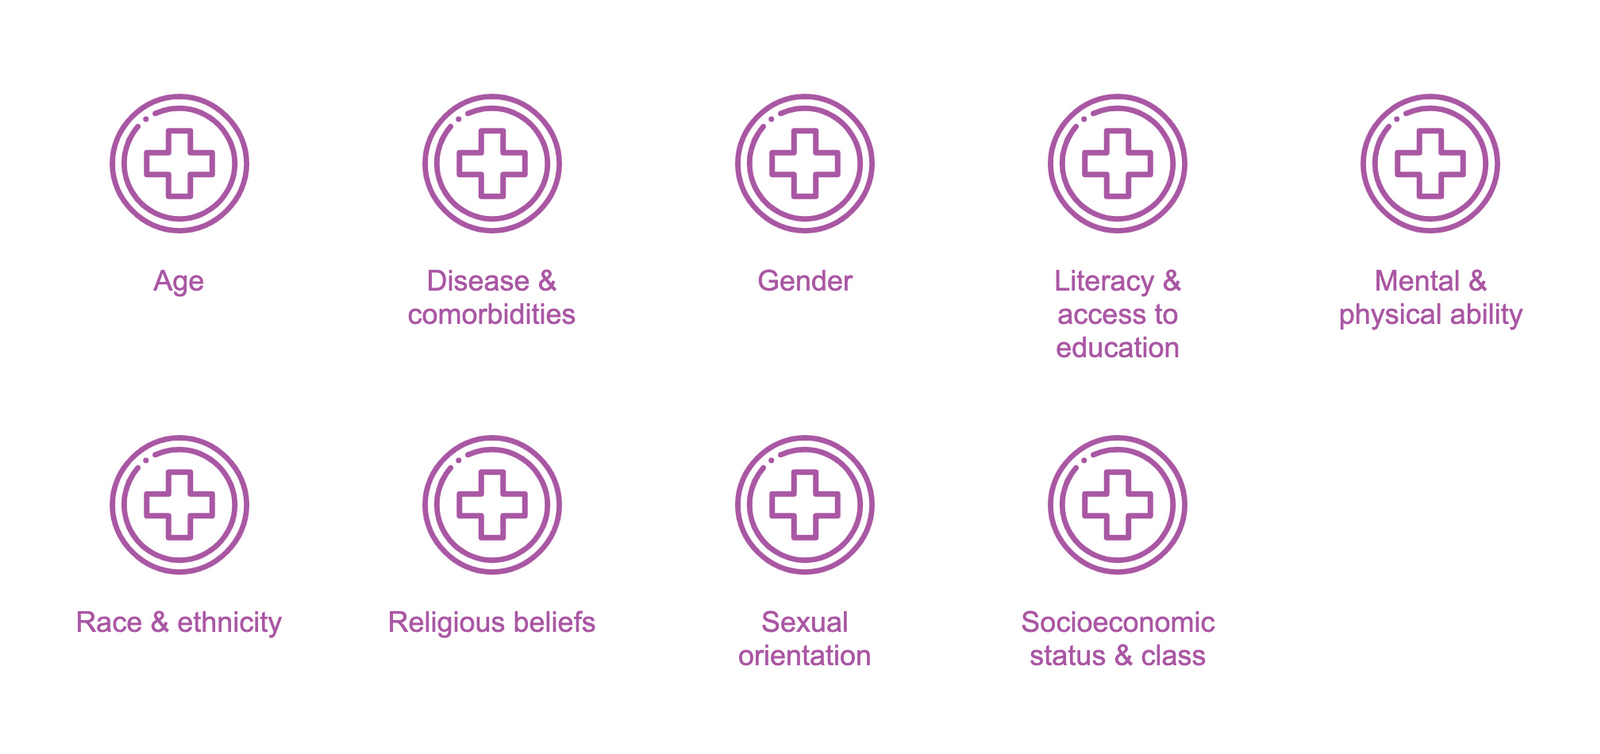 Age
Disease &
comorbidities
Gender
Literacy &
access to
education
Mental &
physical ability
Race & ethnicity
Religious beliefs
Sexual
orientation
Socioeconomic
status & class